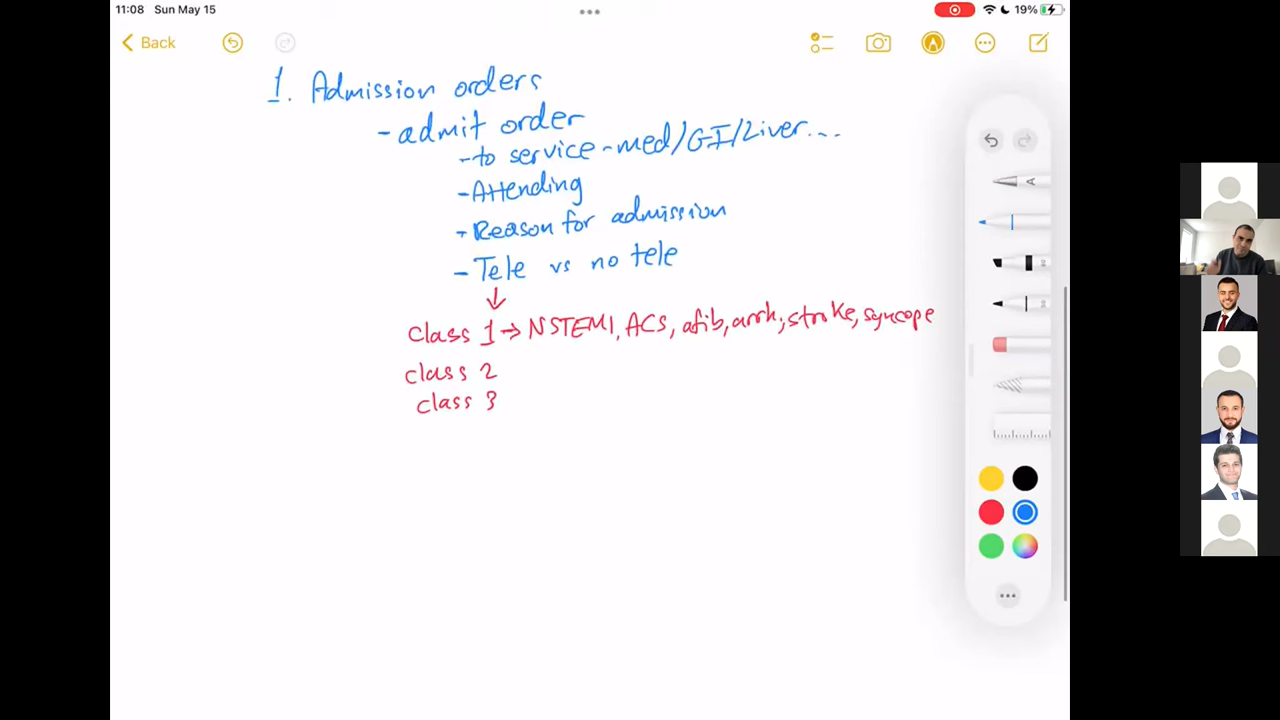 11:08 Sun May 15
19%
Back
1. Admission orders
- admit order
- to service - med/GI/Liver...
- Attending
- Reason for admission
- Tele vs no tele
↓
class 1 → NSTEMI, ACS, afib, arrh, stroke, syncope
class 2
class 3